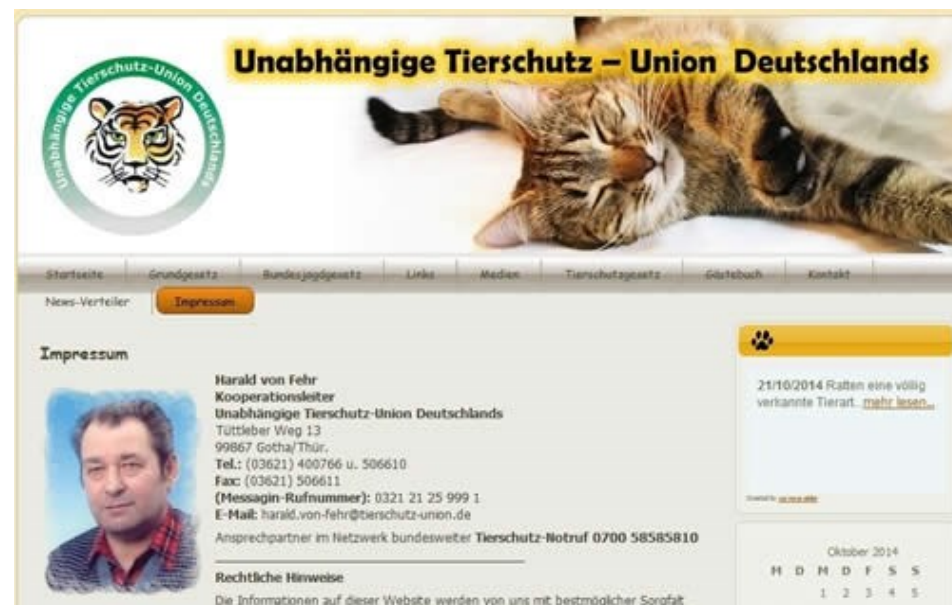 Unabhängige Tierschutz – Union Deutschlands
Unabhängige Tierschutz-Union Deutschlands
Startseite Grundgesetz Bundesjagdgesetz Links Medien Tierschutzgesetz Gästebuch Kontakt
News-Verteiler Impressum
Impressum
Harald von Fehr
Kooperationsleiter
Unabhängige Tierschutz-Union Deutschlands
Tüttleber Weg 13
99867 Gotha/Thür.
Tel.: (03621) 400766 u. 506610
Fax: (03621) 506611
(Messagin-Rufnummer): 0321 21 25 999 1
E-Mail: harald.von-fehr@tierschutz-union.de
Ansprechpartner im Netzwerk bundesweiter Tierschutz-Notruf 0700 58585810
Rechtliche Hinweise
Die Informationen auf dieser Website werden von uns mit bestmöglicher Sorgfalt
21/10/2014 Ratten eine völlig
verkannte Tierart...mehr lesen...
Oktober 2014
M D M D F S S
1 2 3 4 5